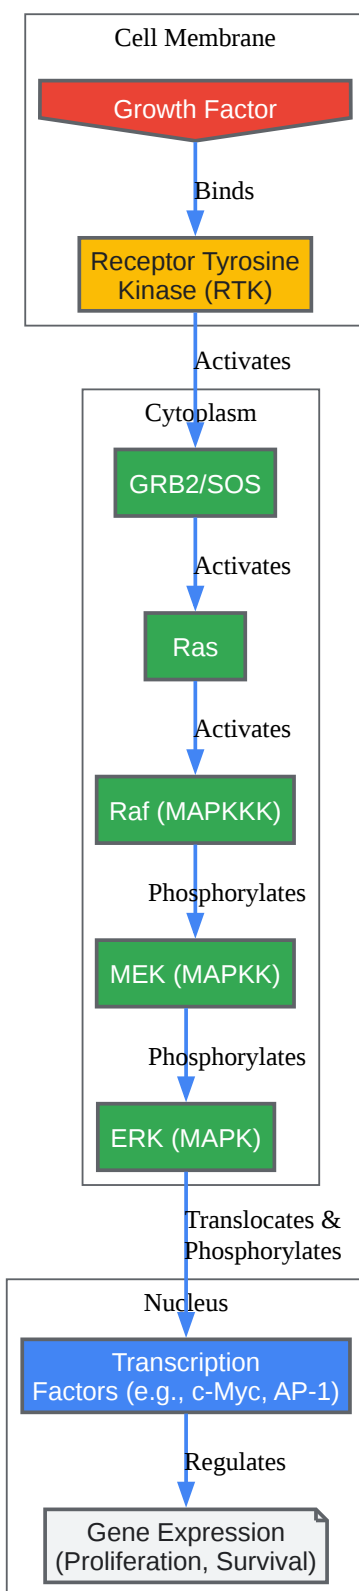 Cell Membrane
Growth Factor
Binds
Receptor Tyrosine
Kinase (RTK)
Activates
Cytoplasm
GRB2/SOS
Activates
Ras
Activates
Raf (MAPKKK)
Phosphorylates
MEK (MAPKK)
Phosphorylates
ERK (MAPK)
Translocates &
Phosphorylates
Nucleus
Transcription
Factors (e.g., c-Myc, AP-1)
Regulates
Gene Expression
(Proliferation, Survival)